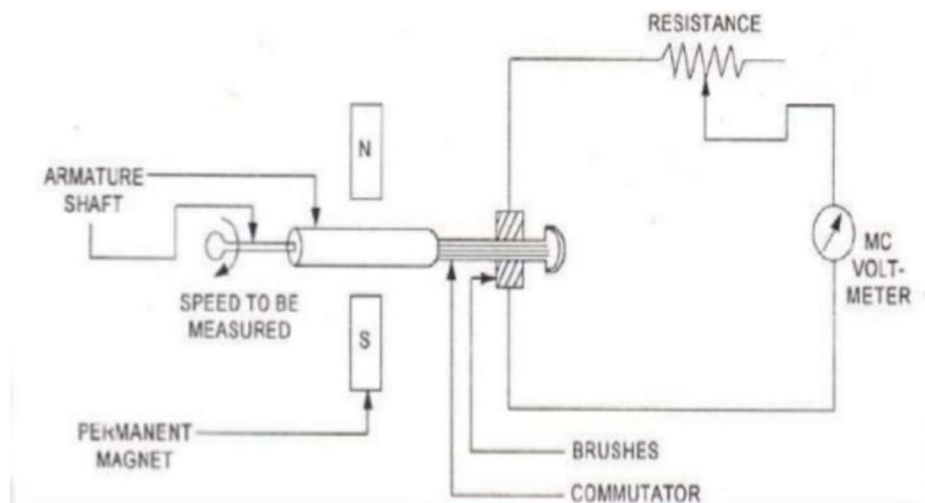 RESISTANCE
N
ARMATURE
SHAFT
MC
VOLT-
METER
SPEED TO BE
MEASURED
S
PERMANENT
MAGNET
BRUSHES
COMMUTATOR